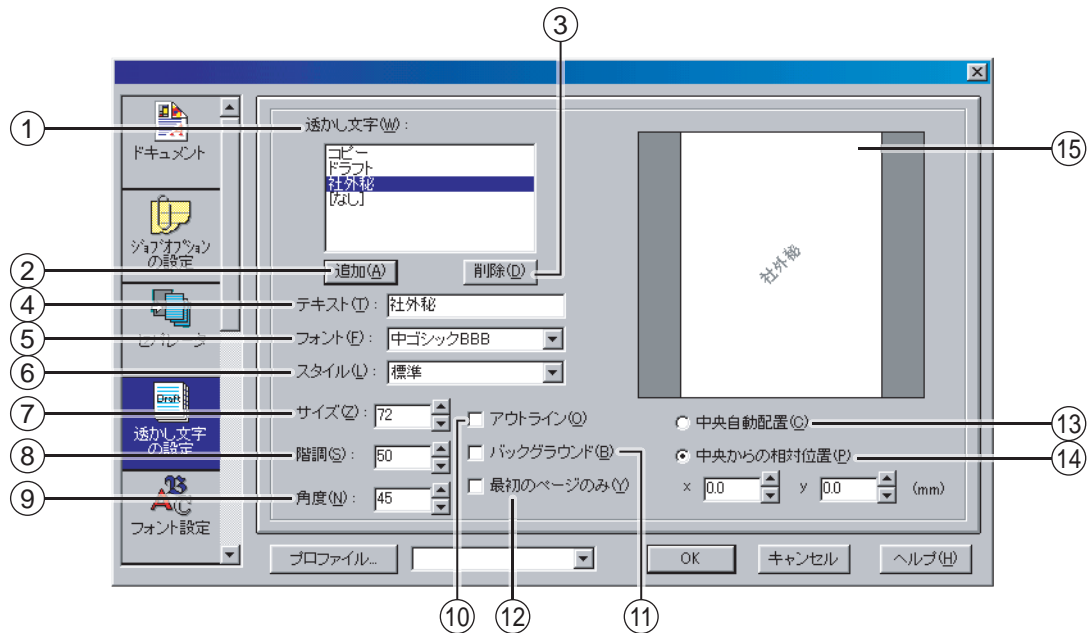 ③
①
ドキュメント
ジョブオプション
の設定
セパレータ
Draft
透かし文字
の設定
フォント設定
透かし文字(W):
コピー
ドラフト
社外秘
[なし]
②
追加(A)
削除(D)
④
テキスト(T): 社外秘
⑤
フォント(F): 中ゴシックBBB
⑥
スタイル(L): 標準
⑦
サイズ(Z): 72
⑧
階調(S): 50
⑨
角度(N): 45
アウトライン(O)
バックグラウンド(B)
最初のページのみ(Y)
社外秘
⑮
中央自動配置(C)
⑬
中央からの相対位置(P)
⑭
x 0.0 y 0.0 (mm)
プロファイル...
OK
キャンセル
ヘルプ(H)
⑩
⑫
⑪